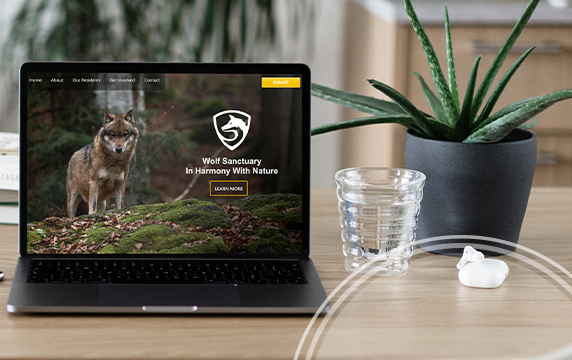 Home About Our Residents Get Involved Contact DONATE
Wolf Sanctuary
In Harmony With Nature
LEARN MORE